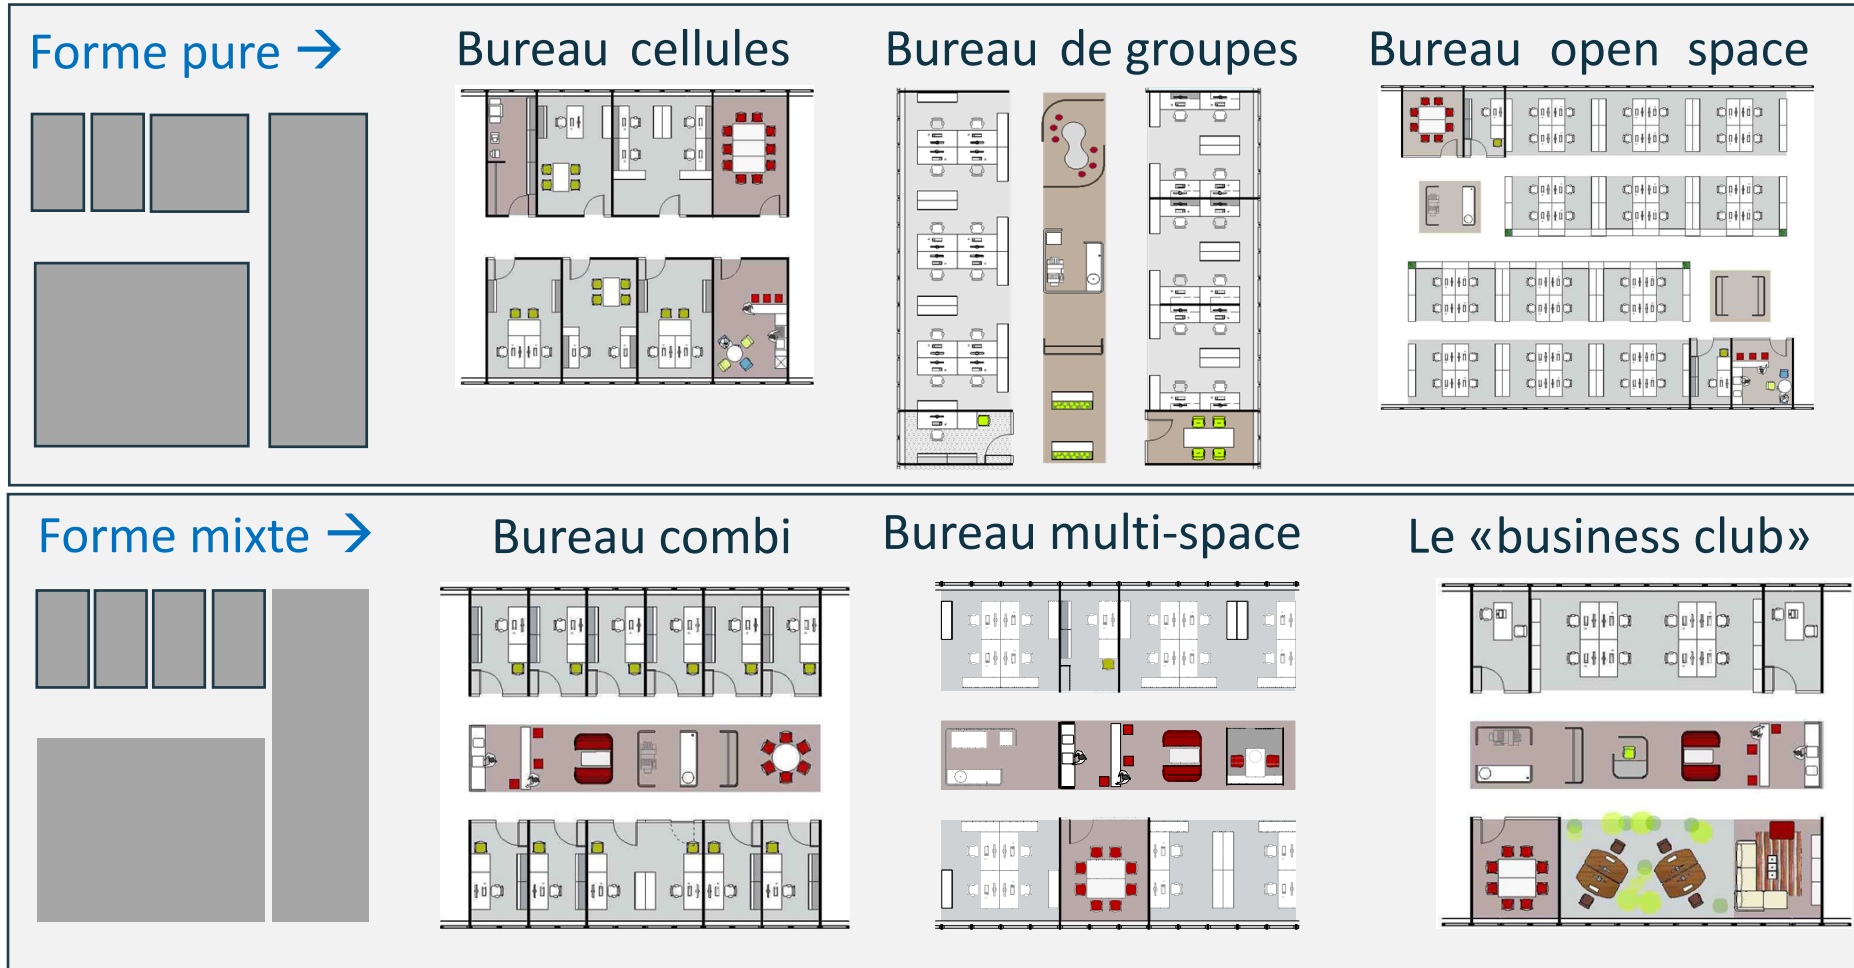 Forme pure →
Bureau cellules
Bureau de groupes
Bureau open space
Forme mixte →
Bureau combi
Bureau multi-space
Le «business club»